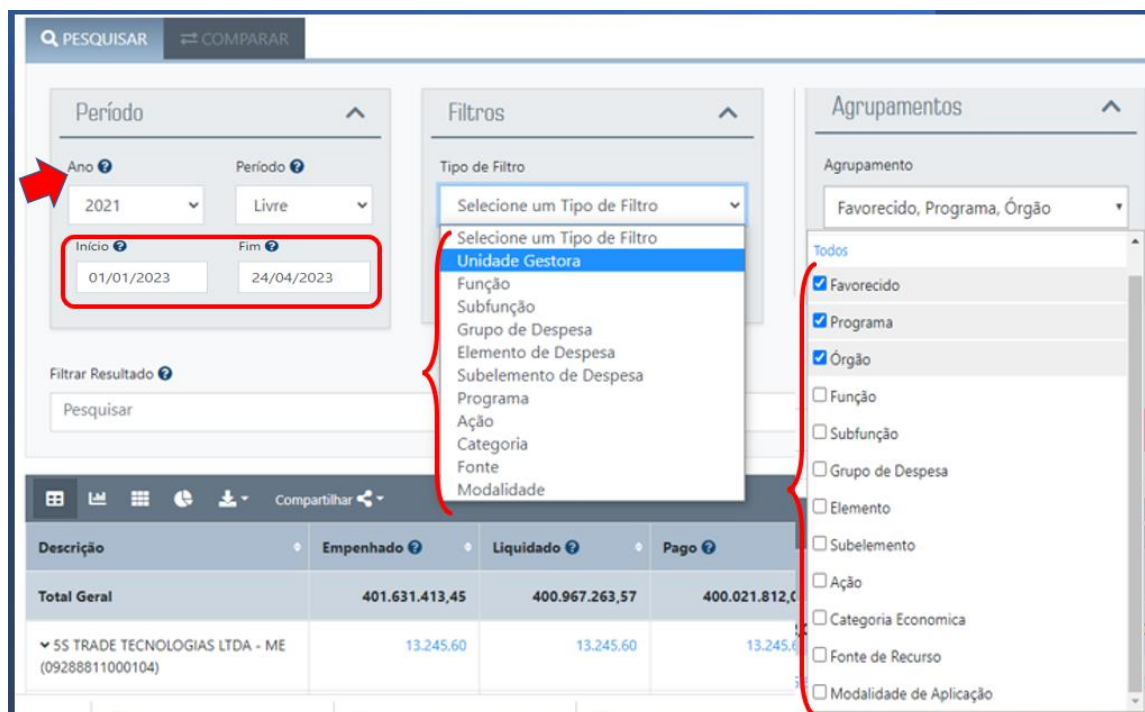 PESQUISAR
COMPARAR
Período
Ano
Período
2021
Livre
Início
Fim
01/01/2023
24/04/2023
Filtros
Tipo de Filtro
Selecione um Tipo de Filtro
Selecione um Tipo de Filtro
Unidade Gestora
Função
Subfunção
Grupo de Despesa
Elemento de Despesa
Subelemento de Despesa
Programa
Ação
Categoria
Fonte
Modalidade
Agrupamentos
Agrupamento
Favorecido, Programa, Órgão
Todos
Favorecido
Programa
Órgão
Função
Subfunção
Grupo de Despesa
Elemento
Subelemento
Ação
Categoria Economica
Fonte de Recurso
Modalidade de Aplicação
Filtrar Resultado
Pesquisar
Compartilhar
Descrição Empenhado Liquidado Pago
Total Geral 401.631.413,45 400.967.263,57 400.021.812,
5S TRADE TECNOLOGIAS LTDA - ME 13.245,60 13.245,60 13.245,
(09288811000104)